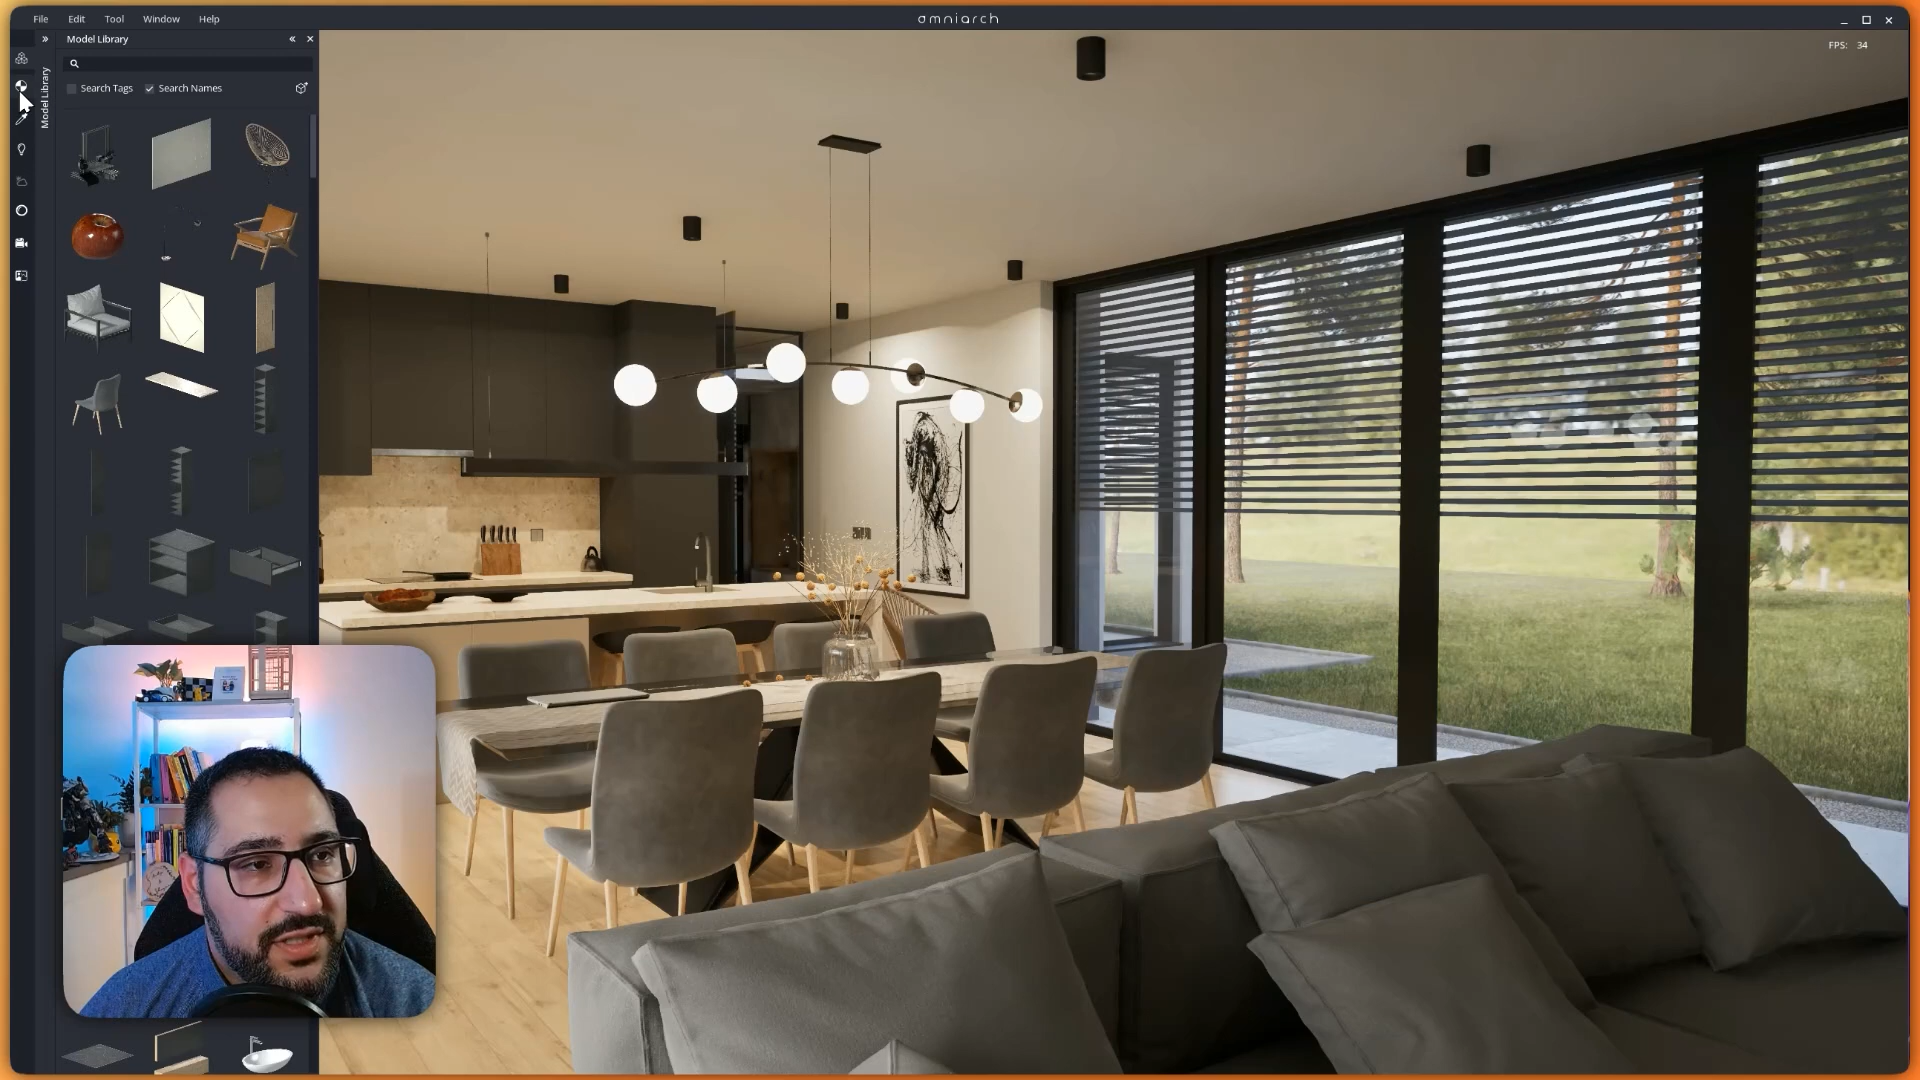 File Edit Tool Window Help
omniarch
Model Library
FPS: 34
Search Tags
Search Names
Model Library